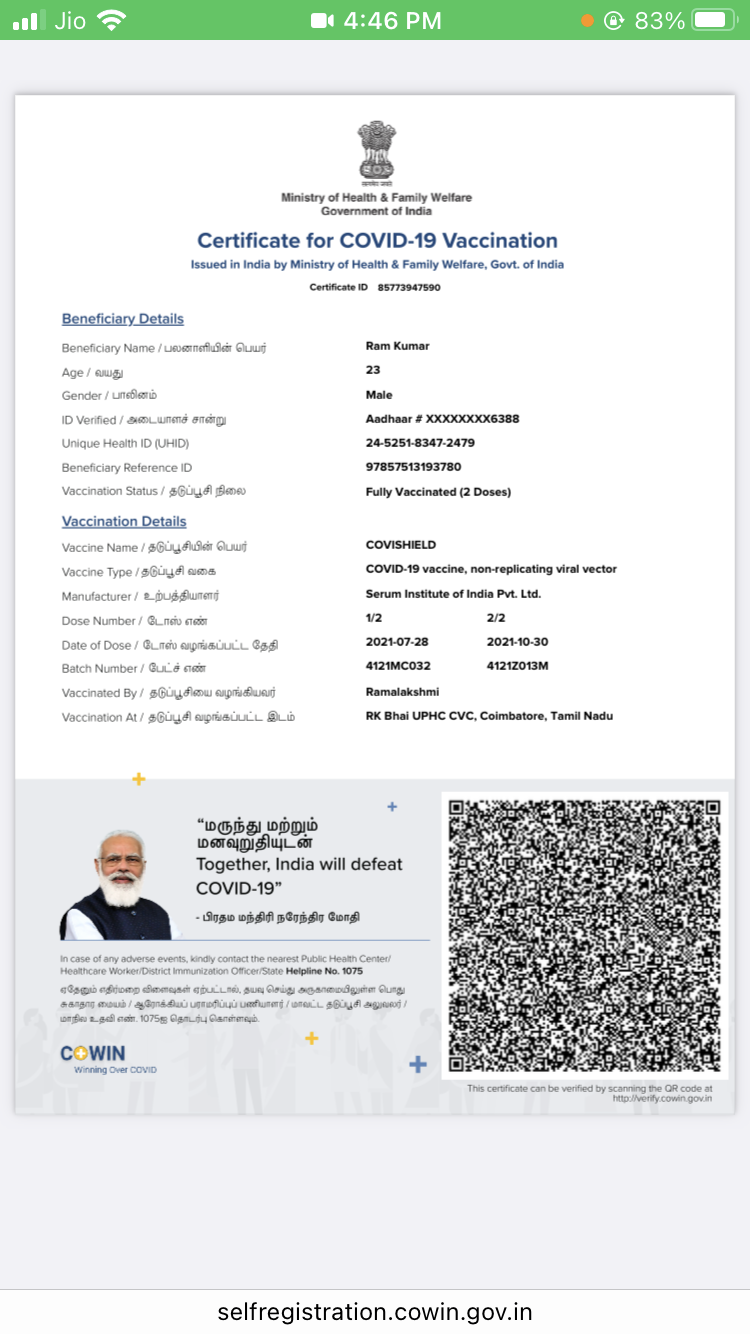 Jio 4:46 PM 83%
सत्यमेव जयते
Ministry of Health & Family Welfare
Government of India
Certificate for COVID-19 Vaccination
Issued in India by Ministry of Health & Family Welfare, Govt. of India
Certificate ID 85773947590
Beneficiary Details
Beneficiary Name / பலனாளியின் பெயர் Ram Kumar
Age / வயது 23
Gender / பாலினம் Male
ID Verified / அடையாளச் சான்று Aadhaar # XXXXXXXX6388
Unique Health ID (UHID) 24-5251-8347-2479
Beneficiary Reference ID 97857513193780
Vaccination Status / தடுப்பூசி நிலை Fully Vaccinated (2 Doses)
Vaccination Details
Vaccine Name / தடுப்பூசியின் பெயர் COVISHIELD
Vaccine Type / தடுப்பூசி வகை COVID-19 vaccine, non-replicating viral vector
Manufacturer / உற்பத்தியாளர் Serum Institute of India Pvt. Ltd.
Dose Number / டோஸ் எண் 1/2 2/2
Date of Dose / டோஸ் வழங்கப்பட்ட தேதி 2021-07-28 2021-10-30
Batch Number / பேட்ச் எண் 4121MC032 4121Z013M
Vaccinated By / தடுப்பூசியை வழங்கியவர் Ramalakshmi
Vaccination At / தடுப்பூசி வழங்கப்பட்ட இடம் RK Bhai UPHC CVC, Coimbatore, Tamil Nadu
“மருந்து மற்றும்
மனவுறுதியுடன்
Together, India will defeat
COVID-19”
- பிரதம மந்திரி நரேந்திர மோதி
In case of any adverse events, kindly contact the nearest Public Health Center/
Healthcare Worker/District Immunization Officer/State Helpline No. 1075
ஏதேனும் எதிர்மறை விளைவுகள் ஏற்பட்டால், தயவு செய்து அருகாமையிலுள்ள பொது
சுகாதார மையம் / ஆரோக்கியப் பராமரிப்புப் பணியாளர் / மாவட்ட தடுப்பூசி அலுவலர் /
மாநில உதவி எண். 1075ஐ தொடர்பு கொள்ளவும்.
COWIN
Winning Over COVID
This certificate can be verified by scanning the QR code at
http://verify.cowin.gov.in
selfregistration.cowin.gov.in